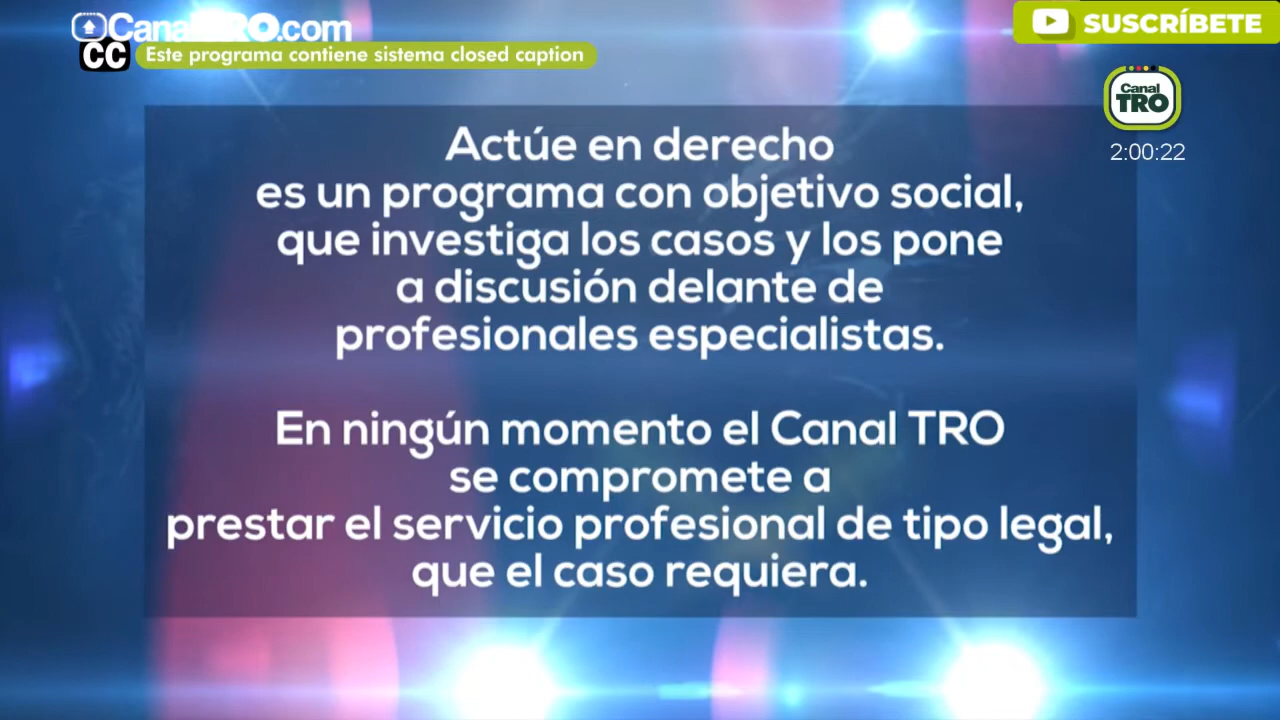 CanalTRO.com
SUSCRÍBETE
CC
Este programa contiene sistema closed caption
Canal
TRO
2:00:22
Actúe en derecho
es un programa con objetivo social,
que investiga los casos y los pone
a discusión delante de
profesionales especialistas.
En ningún momento el Canal TRO
se compromete a
prestar el servicio profesional de tipo legal,
que el caso requiera.